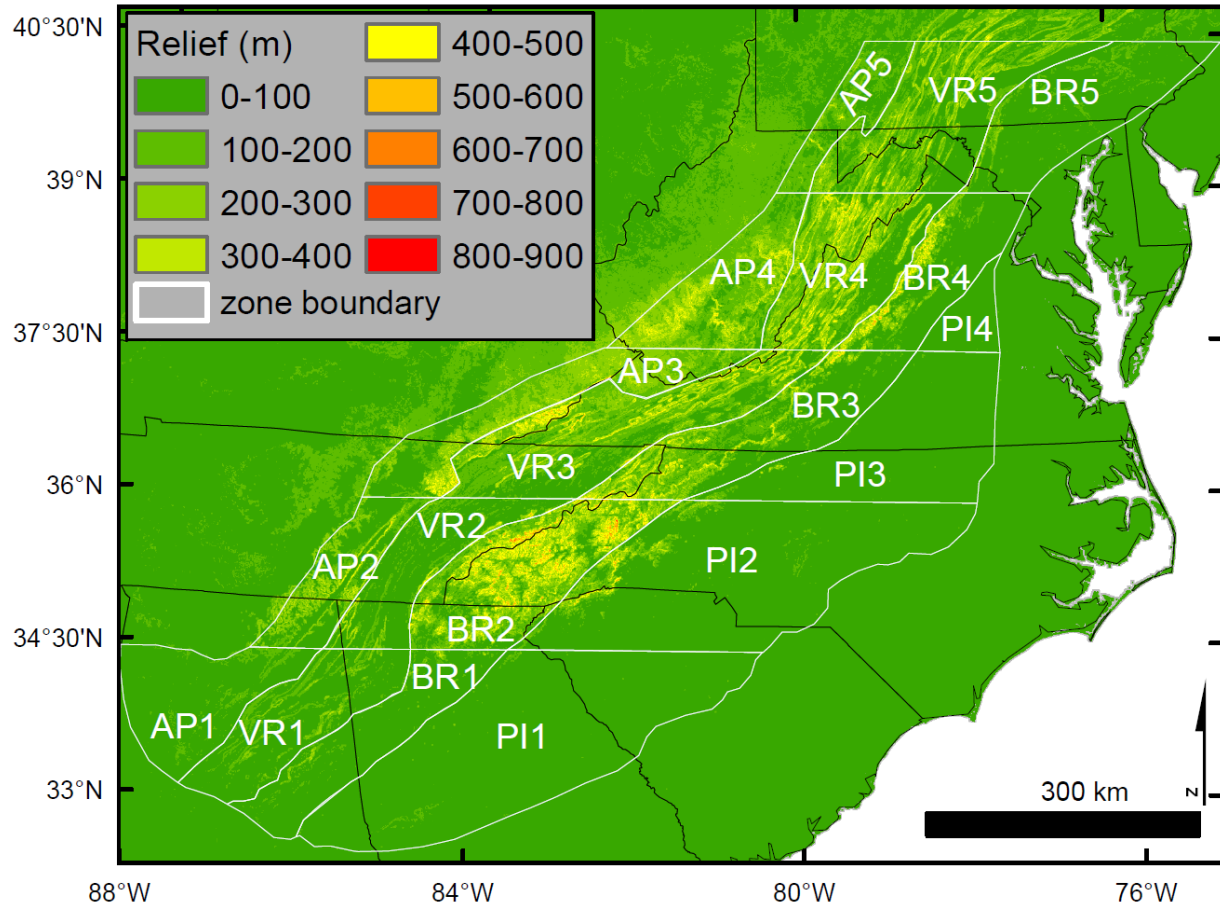 40°30'N
39°N
37°30'N
36°N
34°30'N
33°N
Relief (m)
0-100
100-200
200-300
300-400
400-500
500-600
600-700
700-800
800-900
zone boundary
AP5
VR5
BR5
AP4
VR4
BR4
PI4
AP3
BR3
VR3
PI3
VR2
AP2
PI2
BR2
BR1
AP1
VR1
PI1
300 km
N
88°W
84°W
80°W
76°W